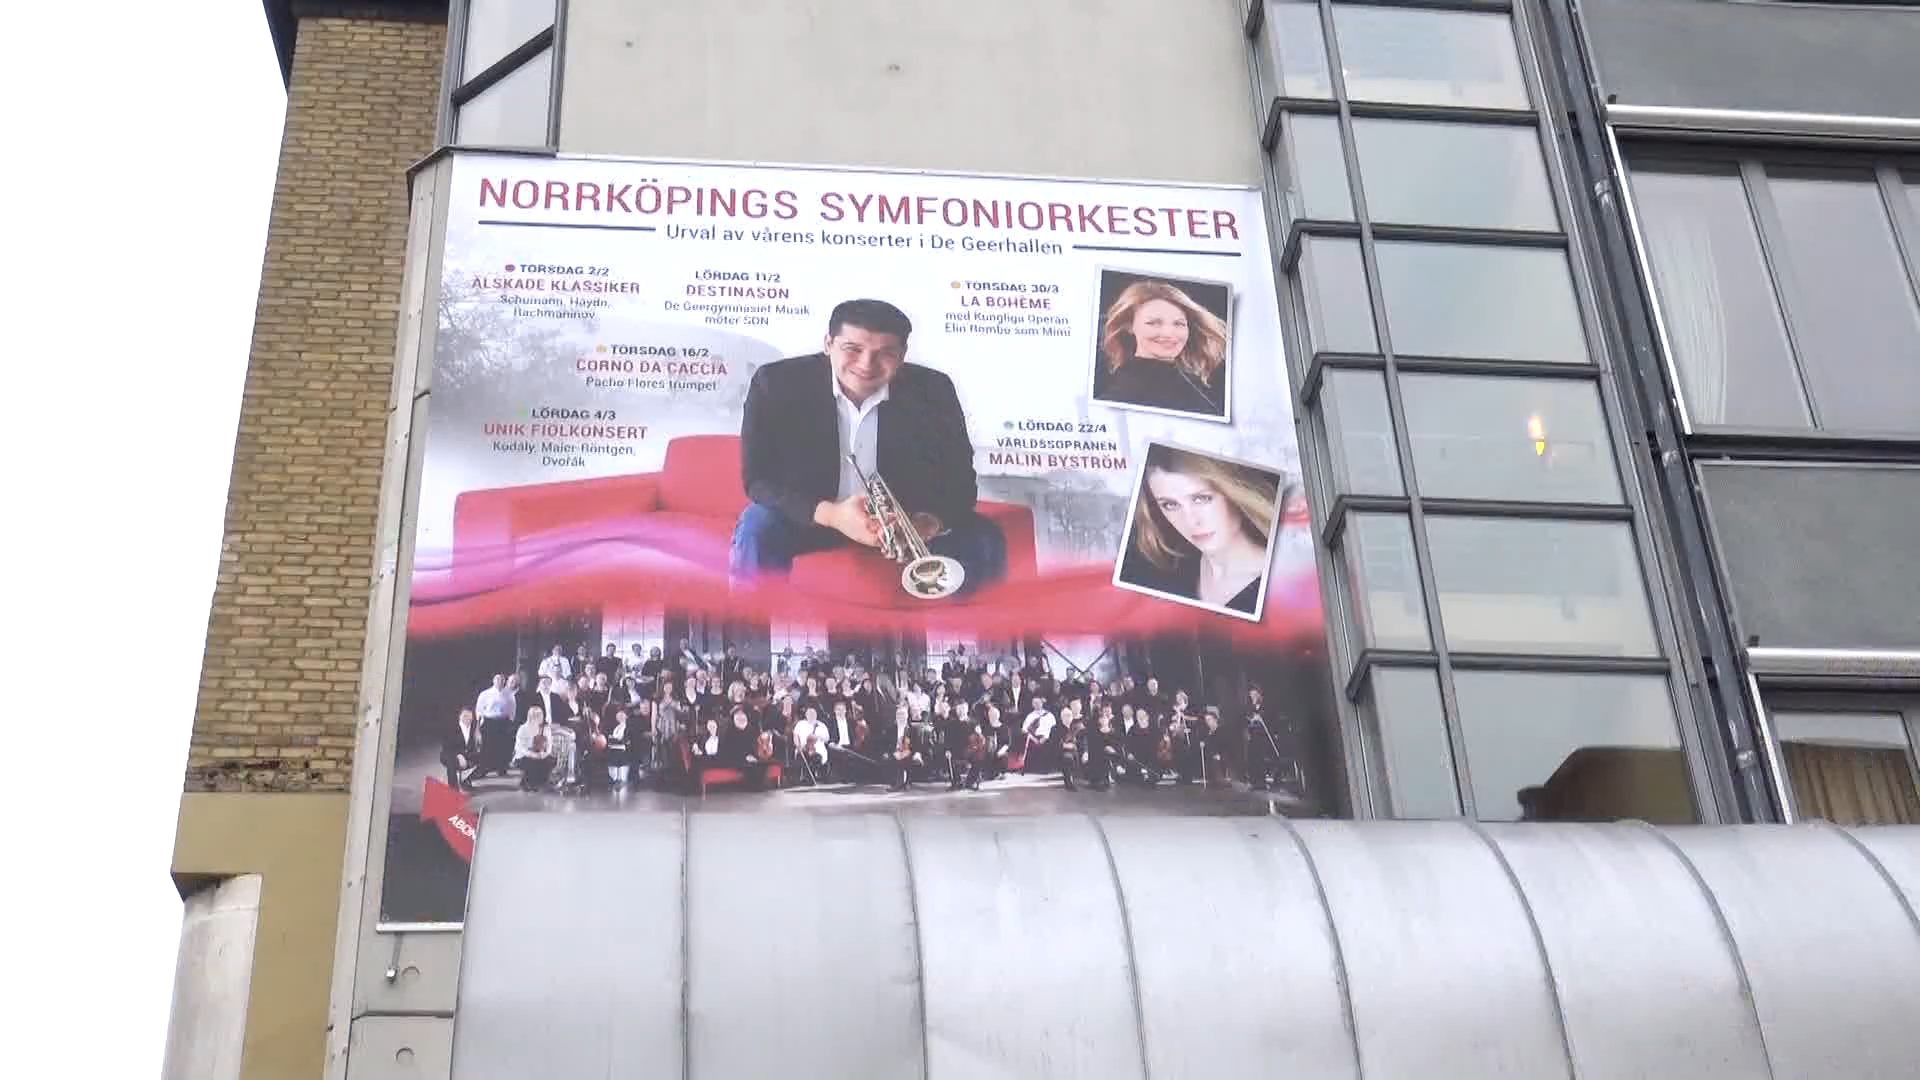 NORRKÖPINGS SYMFONIORKESTER
Urval av vårens konserter i De Geerhallen
TORSDAG 2/2
ÄLSKADE KLASSIKER
Schumann, Haydn,
Rachmaninov
LÖRDAG 11/2
DESTINASON
De Geergymnasiet Musik
möter SON
TORSDAG 16/2
CORNO DA CACCIA
Pacho Flores trumpet
LÖRDAG 4/3
UNIK FIOLKONSERT
Kodály, Maier-Röntgen,
Dvořák
TORSDAG 30/3
LA BOHÈME
med Kungliga Operan
Elin Rombo som Mimi
LÖRDAG 22/4
VÄRLDSSOPRANEN
MALIN BYSTRÖM